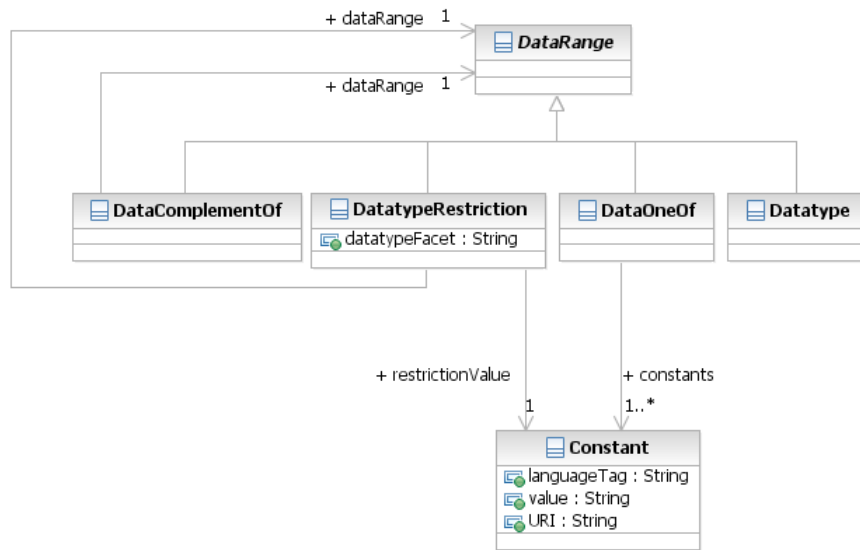 + dataRange 1
DataRange
+ dataRange 1
DataComplementOf
DatatypeRestriction
datatypeFacet : String
DataOneOf
Datatype
+ restrictionValue
1
+ constants
1..*
Constant
languageTag : String
value : String
URI : String